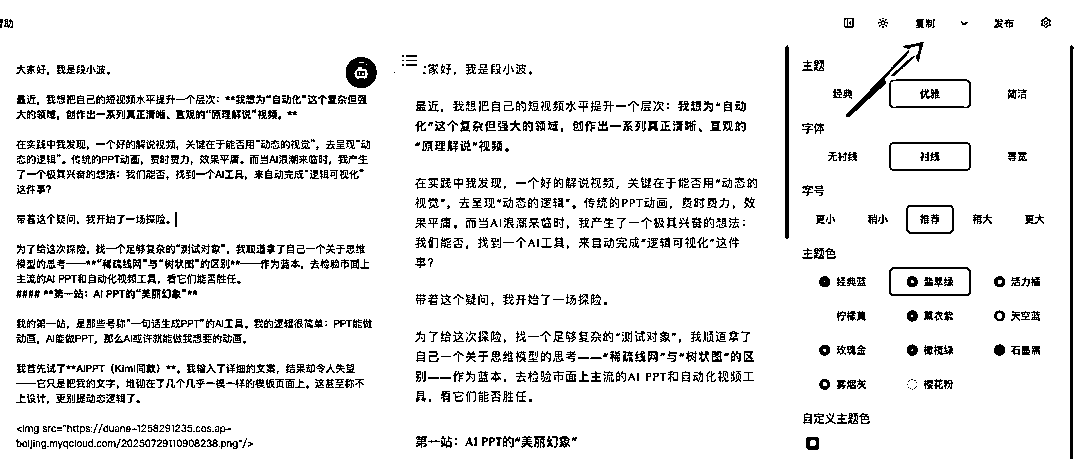 帮助
复制
发布
大家好，我是段小波。
最近，我想把自己的短视频水平提升一个层次：**我想为“自动化”这个复杂但强
大的领域，创作出一系列真正清晰、直观的“原理解说”视频。**
在实践中我发现，一个好的解说视频，关键在于能否用“动态的视觉”，去呈现“动
态的逻辑”。传统的PPT动画，费时费力，效果平庸。而当AI浪潮来临时，我产生
了一个极其兴奋的想法：我们能否，找到一个AI工具，来自动完成“逻辑可视化”
这件事？
带着这个疑问，我开始了一场探险。
为了给这次探险，找一个足够复杂的“测试对象”，我顺道拿了自己一个关于思维
模型的思考——**“稀疏线网”与“树状图”的区别**——作为蓝本，去检验市面上
主流的AI PPT和自动化视频工具，看它们能否胜任。
#### **第一站：AI PPT的“美丽幻象”**
我的第一站，是那些号称“一句话生成PPT”的AI工具。我的逻辑很简单：PPT能做
动画，AI能做PPT，那么AI或许就能做我想要的动画。
我首先试了**AIPPT（Kimi同款）**。我输入了详细的文案，结果却令人失望
——它只是把我的文字，堆砌在了几个几乎一模一样的模板页面上。这甚至称不
上设计，更别提动态逻辑了。
<img src="https://duane-1258291235.cos.ap-
beijing.myqcloud.com/20250729110908238.png"/>
家好，我是段小波。
最近，我想把自己的短视频水平提升一个层次：我想为“自动
化”这个复杂但强大的领域，创作出一系列真正清晰、直观的
“原理解说”视频。
在实践中我发现，一个好的解说视频，关键在于能否用“动态的
视觉”，去呈现“动态的逻辑”。传统的PPT动画，费时费力，效
果平庸。而当AI浪潮来临时，我产生了一个极其兴奋的想法：
我们能否，找到一个AI工具，来自动完成“逻辑可视化”这件
事？
带着这个疑问，我开始了一场探险。
为了给这次探险，找一个足够复杂的“测试对象”，我顺道拿了
自己一个关于思维模型的思考——“稀疏线网”与“树状图”的区
别——作为蓝本，去检验市面上主流的AI PPT和自动化视频工
具，看它们能否胜任。
第一站：AI PPT的“美丽幻象”
主题
经典 优雅 简洁
字体
无衬线 衬线 等宽
字号
更小 稍小 推荐 稍大 更大
主题色
经典蓝 翡翠绿 活力橘
柠檬黄 薰衣紫 天空蓝
玫瑰金 橄榄绿 石墨黑
雾烟灰 樱花粉
自定义主题色